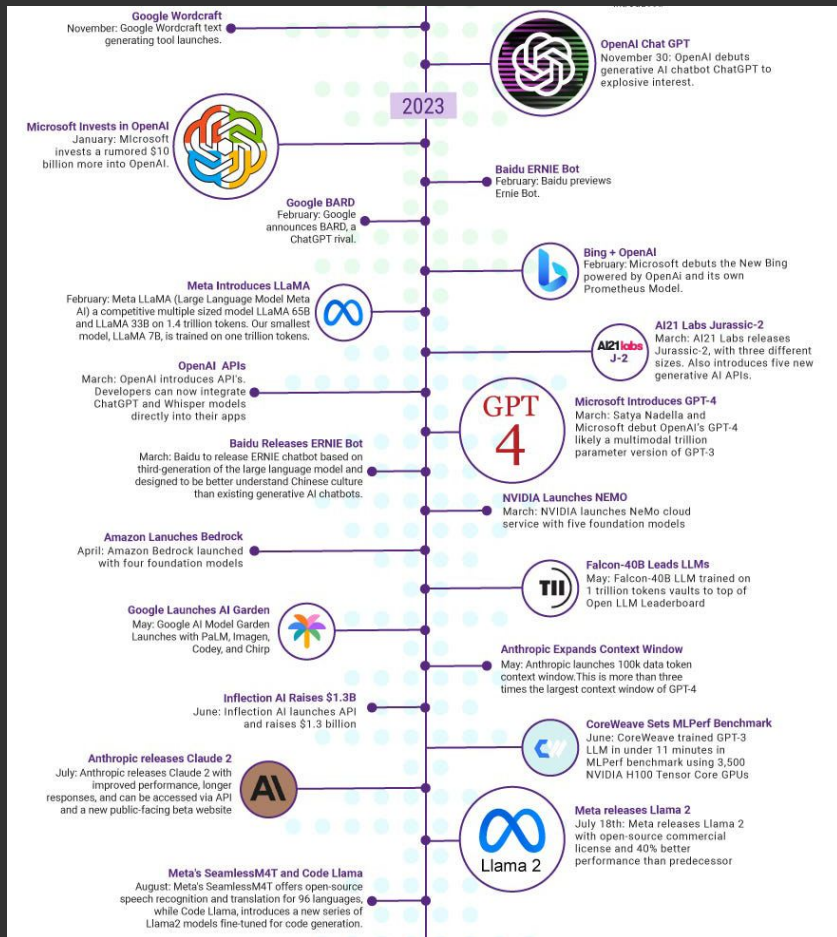 Google Wordcraft
November: Google Wordcraft text
generating tool launches.
OpenAI Chat GPT
November 30: OpenAI debuts
generative AI chatbot ChatGPT to
explosive interest.
2023
Microsoft Invests in OpenAI
January: MIcrosoft
invests a rumored $10
billion more into OpenAI.
Baidu ERNIE Bot
February: Baidu previews
Ernie Bot.
Google BARD
February: Google
announces BARD, a
ChatGPT rival.
Bing + OpenAI
February: Microsoft debuts the New Bing
powered by OpenAi and its own
Prometheus Model.
Meta Introduces LLaMA
February: Meta LLaMA (Large Language Model Meta
AI) a competitive multiple sized model LLaMA 65B
and LLaMA 33B on 1.4 trillion tokens. Our smallest
model, LLaMA 7B, is trained on one trillion tokens.
AI21 labs
J-2
AI21 Labs Jurassic-2
March: AI21 Labs releases
Jurassic-2, with three different
sizes. Also introduces five new
generative AI APIs.
OpenAI APIs
March: OpenAI introduces API's.
Developers can now integrate
ChatGPT and Whisper models
directly into their apps
GPT
4
Microsoft Introduces GPT-4
March: Satya Nadella and
Microsoft debut OpenAI's GPT-4
likely a multimodal trillion
parameter version of GPT-3
Baidu Releases ERNIE Bot
March: Baidu to release ERNIE chatbot based on
third-generation of the large language model and
designed to be better understand Chinese culture
than existing generative AI chatbots.
NVIDIA Launches NEMO
March: NVIDIA launches NeMo cloud
service with five foundation models
Amazon Lanuches Bedrock
April: Amazon Bedrock launched
with four foundation models
TII
Falcon-40B Leads LLMs
May: Falcon-40B LLM trained on
1 trillion tokens vaults to top of
Open LLM Leaderboard
Google Launches AI Garden
May: Google AI Model Garden
Launches with PaLM, Imagen,
Codey, and Chirp
Anthropic Expands Context Window
May: Anthropic launches 100k data token
context window.This is more than three
times the largest context window of GPT-4
Inflection AI Raises $1.3B
June: Inflection AI launches API
and raises $1.3 billion
CoreWeave Sets MLPerf Benchmark
June: CoreWeave trained GPT-3
LLM in under 11 minutes in
MLPerf benchmark using 3,500
NVIDIA H100 Tensor Core GPUs
Anthropic releases Claude 2
July: Anthropic releases Claude 2 with
improved performance, longer
responses, and can be accessed via API
and a new public-facing beta website
AI
Meta releases Llama 2
July 18th: Meta releases Llama 2
with open-source commercial
license and 40% better
performance than predecessor
Llama 2
Meta's SeamlessM4T and Code Llama
August: Meta's SeamlessM4T offers open-source
speech recognition and translation for 96 languages,
while Code Llama, introduces a new series of
Llama2 models fine-tuned for code generation.